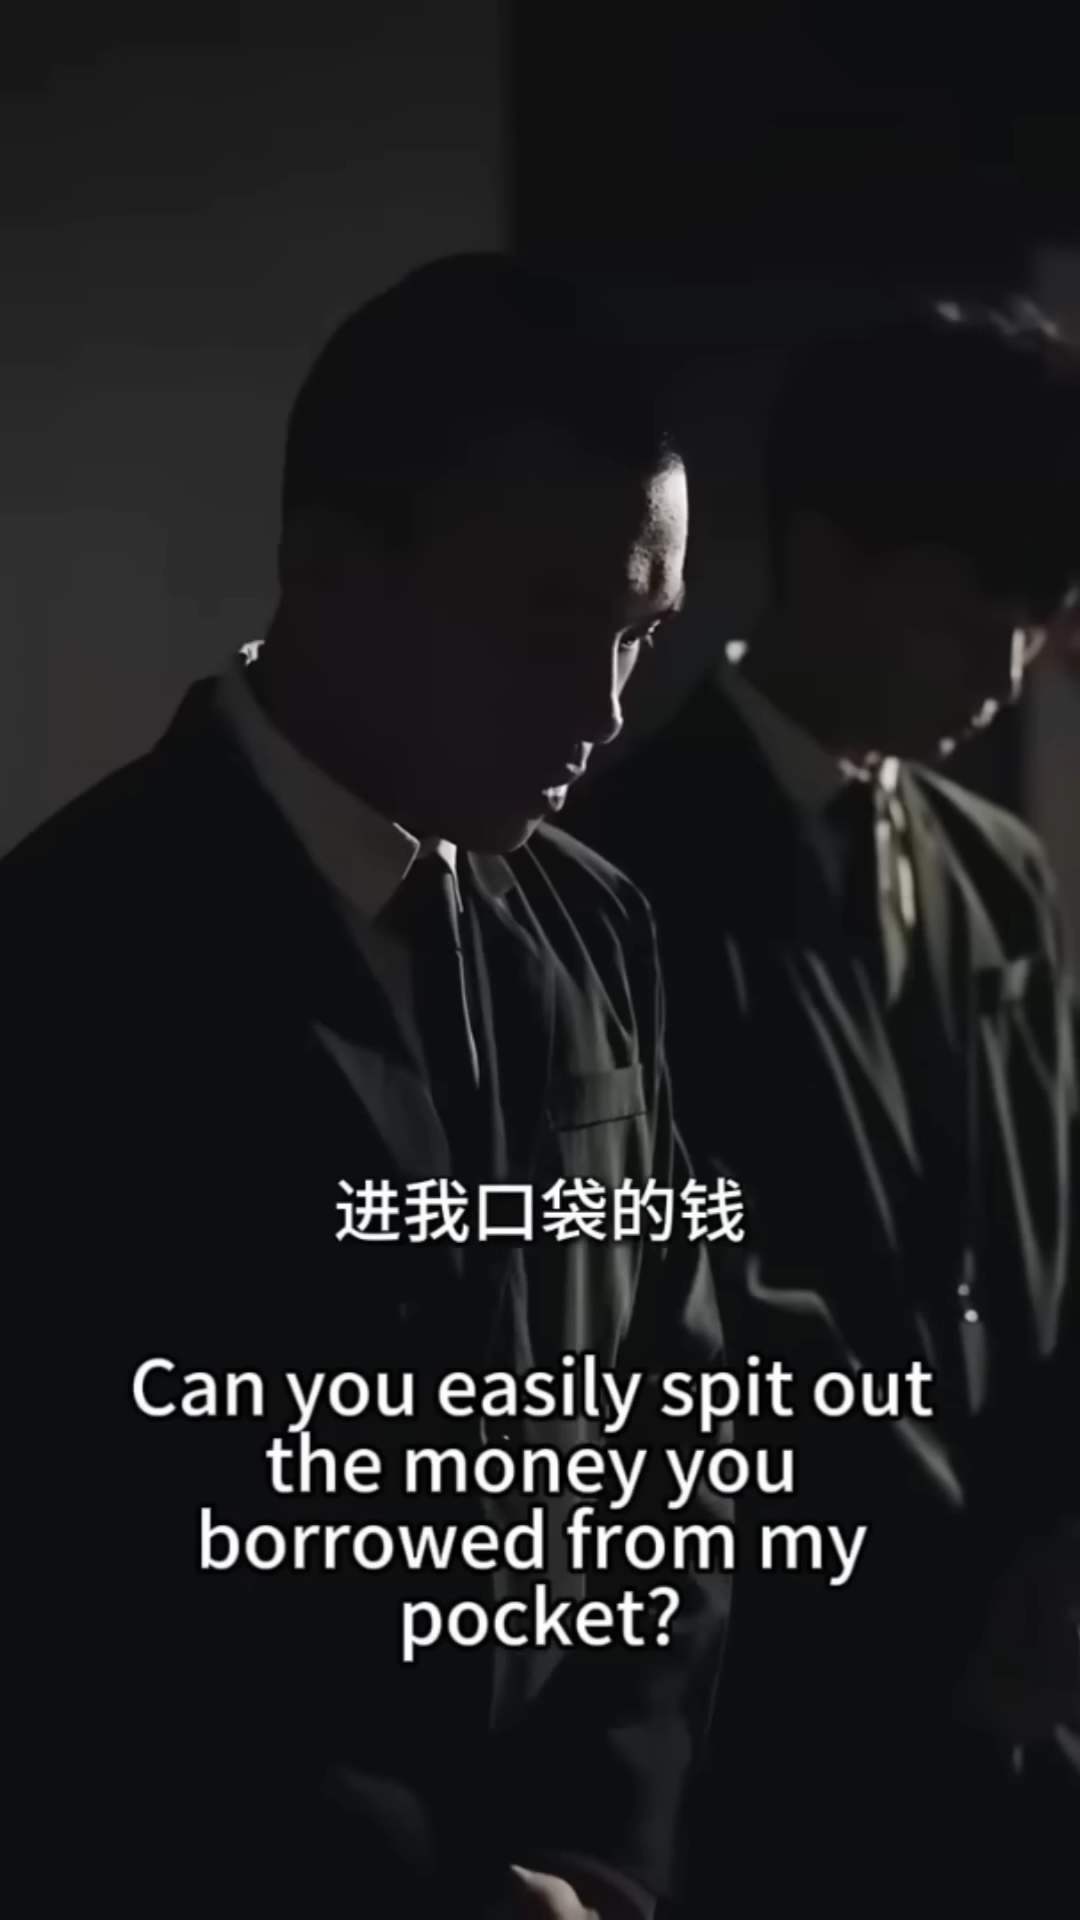 进我口袋的钱
Can you easily spit out
the money you
borrowed from my
pocket?